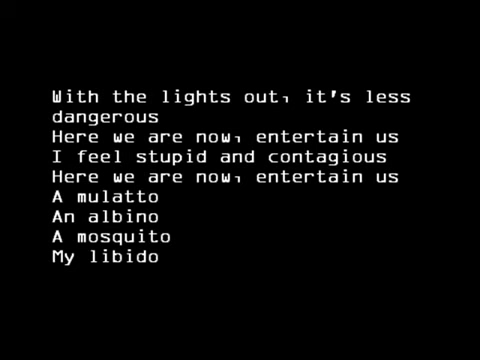 With the lights out, it's less
dangerous
Here we are now, entertain us
I feel stupid and contagious
Here we are now, entertain us
A mulatto
An albino
A mosquito
My libido